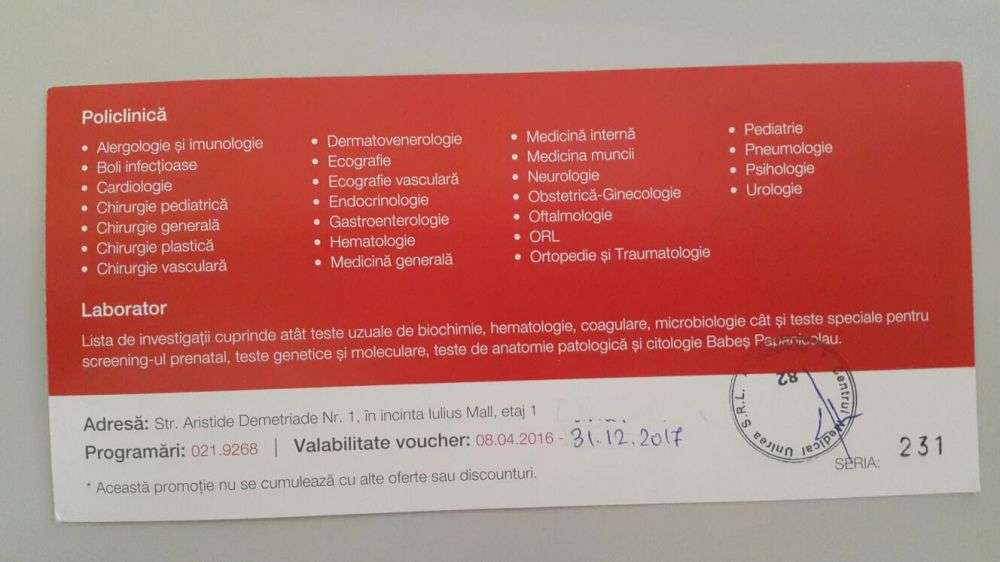 Policlinică
• Alergologie și imunologie
• Boli infecțioase
• Cardiologie
• Chirurgie pediatrică
• Chirurgie generală
• Chirurgie plastică
• Chirurgie vasculară
• Dermatovenerologie
• Ecografie
• Ecografie vasculară
• Endocrinologie
• Gastroenterologie
• Hematologie
• Medicină generală
• Medicină internă
• Medicina muncii
• Neurologie
• Obstetrică-Ginecologie
• Oftalmologie
• ORL
• Ortopedie și Traumatologie
• Pediatrie
• Pneumologie
• Psihologie
• Urologie
Laborator
Lista de investigații cuprinde atât teste uzuale de biochimie, hematologie, coagulare, microbiologie cât și teste speciale pentru
screening-ul prenatal, teste genetice și moleculare, teste de anatomie patologică și citologie Babeș Papanicolau.
Adresă: Str. Aristide Demetriade Nr. 1, în incinta Iulius Mall, etaj 1
Programări: 021.9268 | Valabilitate voucher: 08.04.2016 - 31.12.2017
* Această promoție nu se cumulează cu alte oferte sau discounturi.
Centrul Medical Unirea S.R.L.
82
SERIA: 231